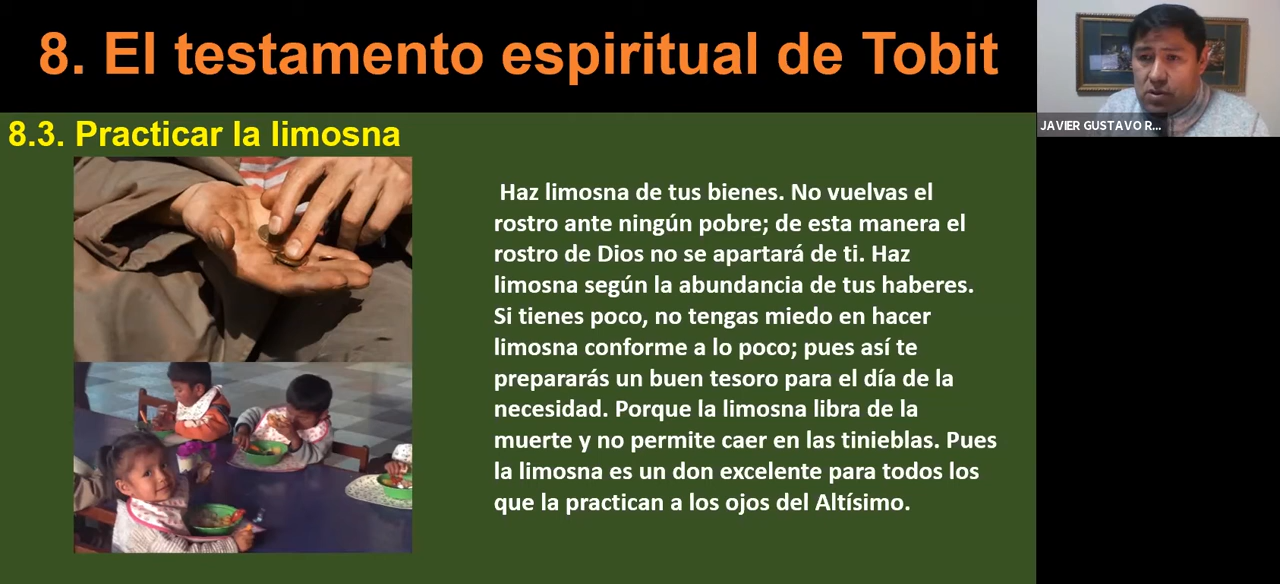 8. El testamento espiritual de Tobit
JAVIER GUSTAVO R...
8.3. Practicar la limosna
Haz limosna de tus bienes. No vuelvas el
rostro ante ningún pobre; de esta manera el
rostro de Dios no se apartará de ti. Haz
limosna según la abundancia de tus haberes.
Si tienes poco, no tengas miedo en hacer
limosna conforme a lo poco; pues así te
prepararás un buen tesoro para el día de la
necesidad. Porque la limosna libra de la
muerte y no permite caer en las tinieblas. Pues
la limosna es un don excelente para todos los
que la practican a los ojos del Altísimo.